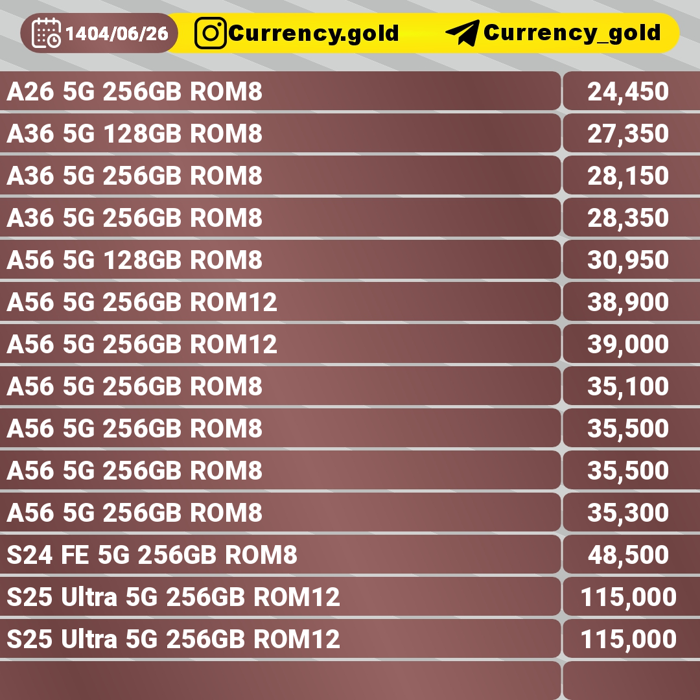 1404/06/26 Currency.gold Currency_gold
A26 5G 256GB ROM8 24,450
A36 5G 128GB ROM8 27,350
A36 5G 256GB ROM8 28,150
A36 5G 256GB ROM8 28,350
A56 5G 128GB ROM8 30,950
A56 5G 256GB ROM12 38,900
A56 5G 256GB ROM12 39,000
A56 5G 256GB ROM8 35,100
A56 5G 256GB ROM8 35,500
A56 5G 256GB ROM8 35,500
A56 5G 256GB ROM8 35,300
S24 FE 5G 256GB ROM8 48,500
S25 Ultra 5G 256GB ROM12 115,000
S25 Ultra 5G 256GB ROM12 115,000